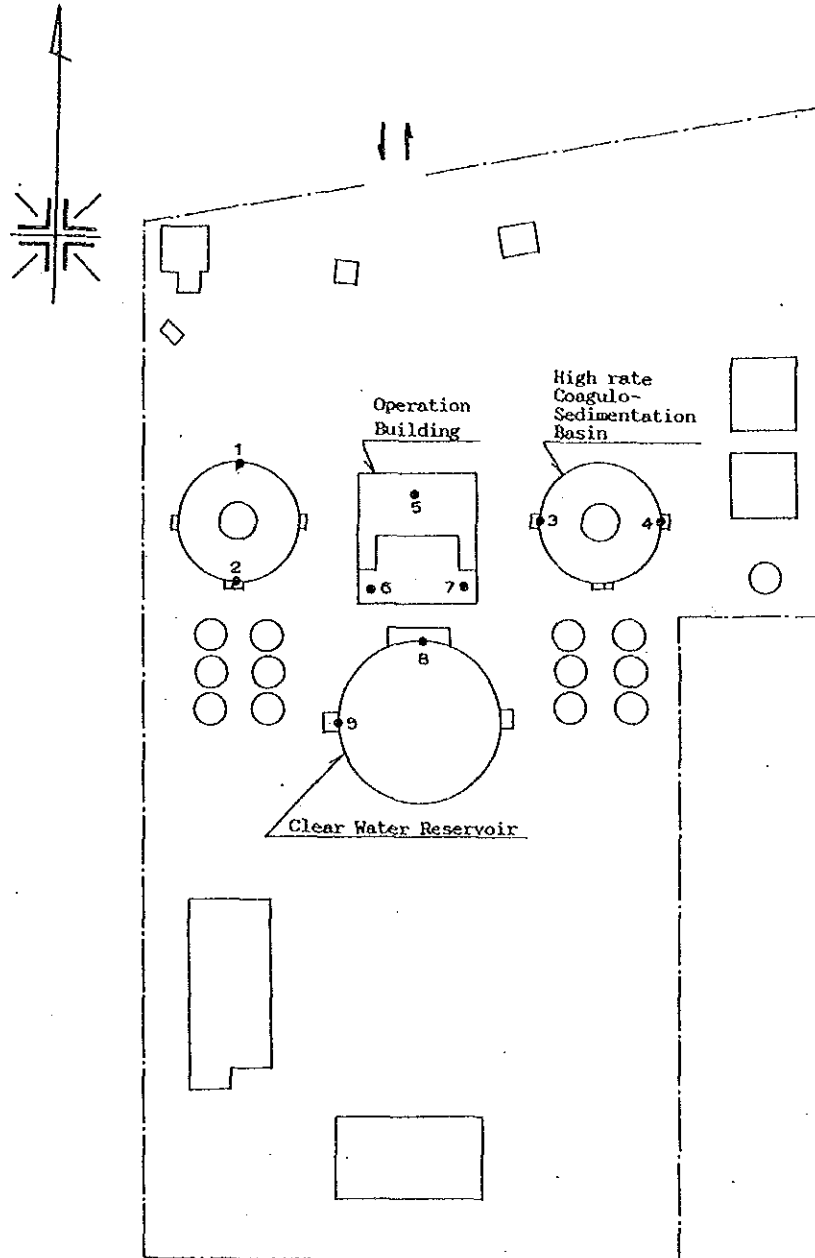 Operation
Building
High rate
Coagulo-
Sedimentation
Basin
1
5
3
4
2
6
7
8
9
Clear Water Reservoir